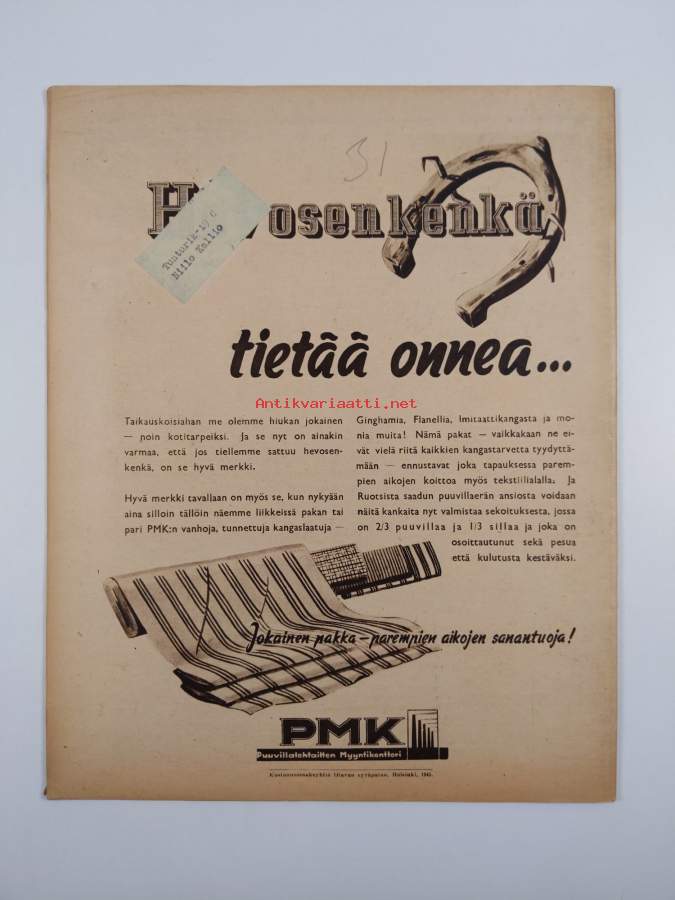 31
Hevosenkenkä
Tunturik. 19 C
Niilo Kallio
tietää onnea...
Antikvariaatti.net
Taikauskoisiahan me olemme hiukan jokainen
— noin kotitarpeiksi. Ja se nyt on ainakin
varmaa, että jos tiellemme sattuu hevosen-
kenkä, on se hyvä merkki.
Hyvä merkki tavallaan on myös se, kun nykyään
aina silloin tällöin näemme liikkeissä pakan tai
pari PMK:n vanhoja, tunnettuja kangaslaatuja —
Ginghamia, Flanellia, Imitaattikangasta ja mo-
nia muita! Nämä pakat — vaikkakaan ne ei-
vät vielä riitä kaikkien kangastarvetta tyydyttä-
mään — ennustavat joka tapauksessa parem-
pien aikojen koittoa myös tekstiilialalla. Ja
Ruotsista saadun puuvillaerän ansiosta voidaan
näitä kankaita nyt valmistaa sekoituksesta, jossa
on 2/3 puuvillaa ja 1/3 sillaa ja joka on
osoittautunut sekä pesua
että kulutusta kestäväksi.
Jokainen pakka — parempien aikojen sanantuoja!
PMK
Puuvillatehtaitten Myyntikonttori
Kustannusosakeyhtiö Otavan syväpaino. Helsinki, 1945.